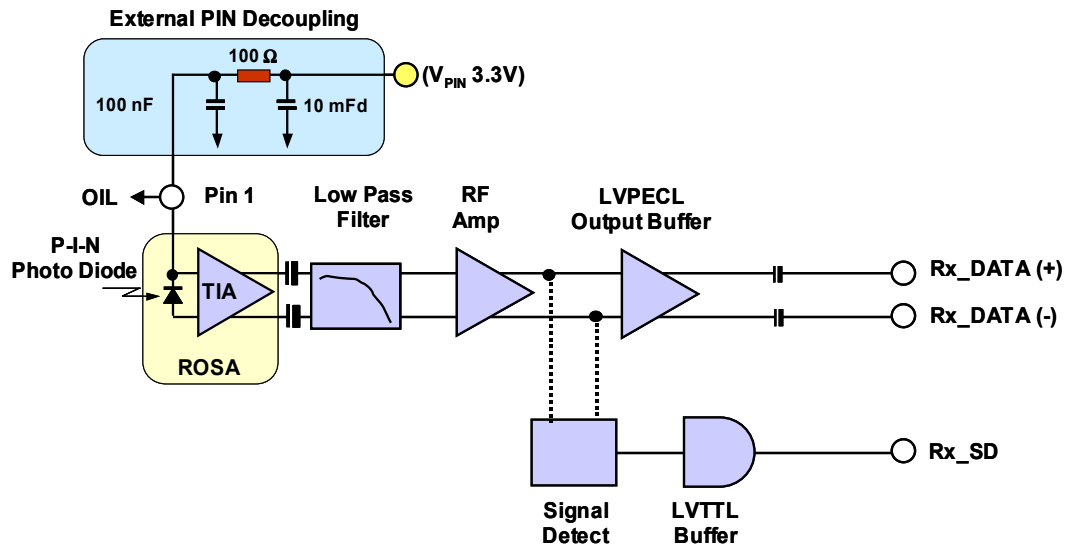 External PIN Decoupling
100 Ω
(VPIN 3.3V)
100 nF
10 mFd
OIL
Pin 1
Low Pass
Filter
RF
Amp
LVPECL
Output Buffer
P-I-N
Photo Diode
TIA
ROSA
Rx_DATA (+)
Rx_DATA (-)
Rx_SD
Signal
Detect
LVTTL
Buffer